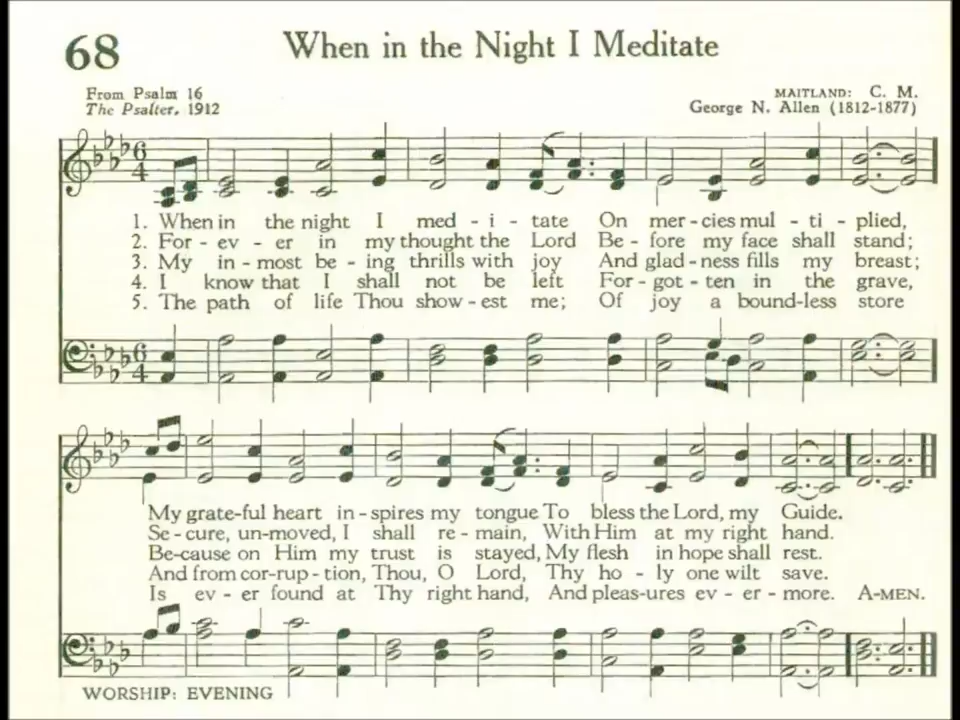 68
When in the Night I Meditate
From Psalm 16
The Psalter, 1912
MAITLAND: C. M.
George N. Allen (1812-1877)
1. When in the night I med - i - tate On mer - cies mul - ti - plied,
2. For - ev - er in my thought the Lord Be - fore my face shall stand;
3. My in - most be - ing thrills with joy And glad - ness fills my breast;
4. I know that I shall not be left For - got - ten in the grave,
5. The path of life Thou show - est me; Of joy a bound-less store
My grate-ful heart in - spires my tongue To bless the Lord, my Guide.
Se - cure, un-moved, I shall re - main, With Him at my right hand.
Be-cause on Him my trust is stayed, My flesh in hope shall rest.
And from cor-rup - tion, Thou, O Lord, Thy ho - ly one wilt save.
Is ev - er found at Thy right hand, And pleas-ures ev - er - more. A-MEN.
WORSHIP: EVENING